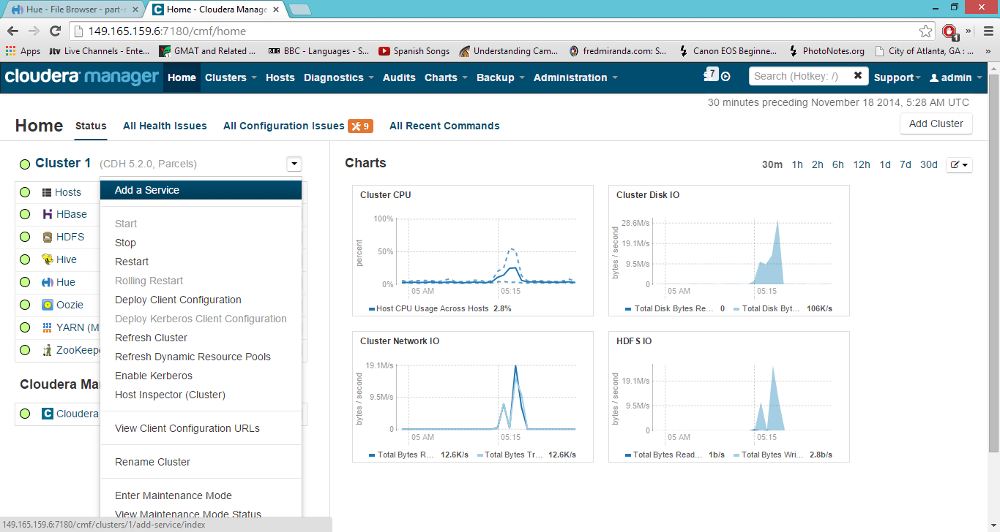 Hue - File Browser - part-r
Home - Cloudera Manage
149.165.159.6:7180/cmf/home
Apps
Jtv Live Channels - Ente...
GMAT and Related ...
BBC BBC - Languages - S...
Spanish Songs
Understanding Cam...
fredmiranda.com: S...
Canon EOS Beginne...
PhotoNotes.org
City of Atlanta, GA : ...
cloudera manager
Home
Clusters
Hosts
Diagnostics
Audits
Charts
Backup
Administration
7
Search (Hotkey: /)
Support
admin
30 minutes preceding November 18 2014, 5:28 AM UTC
Home
Status
All Health Issues
All Configuration Issues 9
All Recent Commands
Add Cluster
Cluster 1 (CDH 5.2.0, Parcels)
Hosts
HBase
HDFS
Hive
Hue
Oozie
YARN (M
ZooKeepe
Cloudera Ma
C Cloudera
Add a Service
Start
Stop
Restart
Rolling Restart
Deploy Client Configuration
Deploy Kerberos Client Configuration
Refresh Cluster
Refresh Dynamic Resource Pools
Enable Kerberos
Host Inspector (Cluster)
View Client Configuration URLs
Rename Cluster
Enter Maintenance Mode
View Maintenance Mode Status
Charts
30m 1h 2h 6h 12h 1d 7d 30d
Cluster CPU
percent
100%
50%
0%
05 AM
05:15
Host CPU Usage Across Hosts 2.8%
Cluster Disk IO
bytes / second
28.6M/s
19.1M/s
9.5M/s
0
05 AM
05:15
Total Disk Bytes Re... 0
Total Disk Byt... 106K/s
Cluster Network IO
bytes / second
19.1M/s
9.5M/s
0
05 AM
05:15
Total Bytes R... 12.6K/s
Total Bytes Tr... 12.6K/s
HDFS IO
bytes / second
19.1M/s
9.5M/s
0
05 AM
05:15
Total Bytes Read... 1b/s
Total Bytes Wri... 2.8b/s
149.165.159.6:7180/cmf/clusters/1/add-service/index